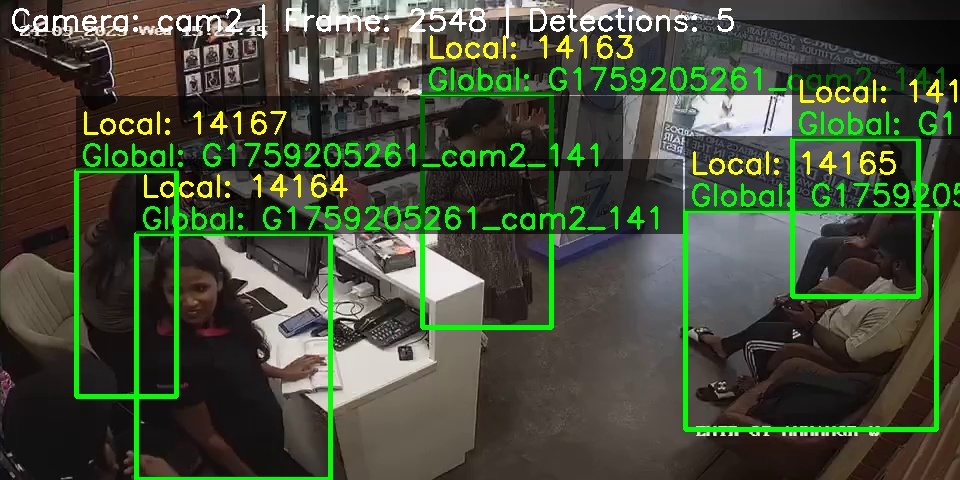 Camera: cam2 | Frame: 2548 | Detections: 5
Local: 14163
Global: G1759205261_cam2_141
Local: 141
Global: G1
Local: 14167
Global: G1759205261_cam2_141
Local: 14165
Global: G1759205
Local: 14164
Global: G1759205261_cam2_141